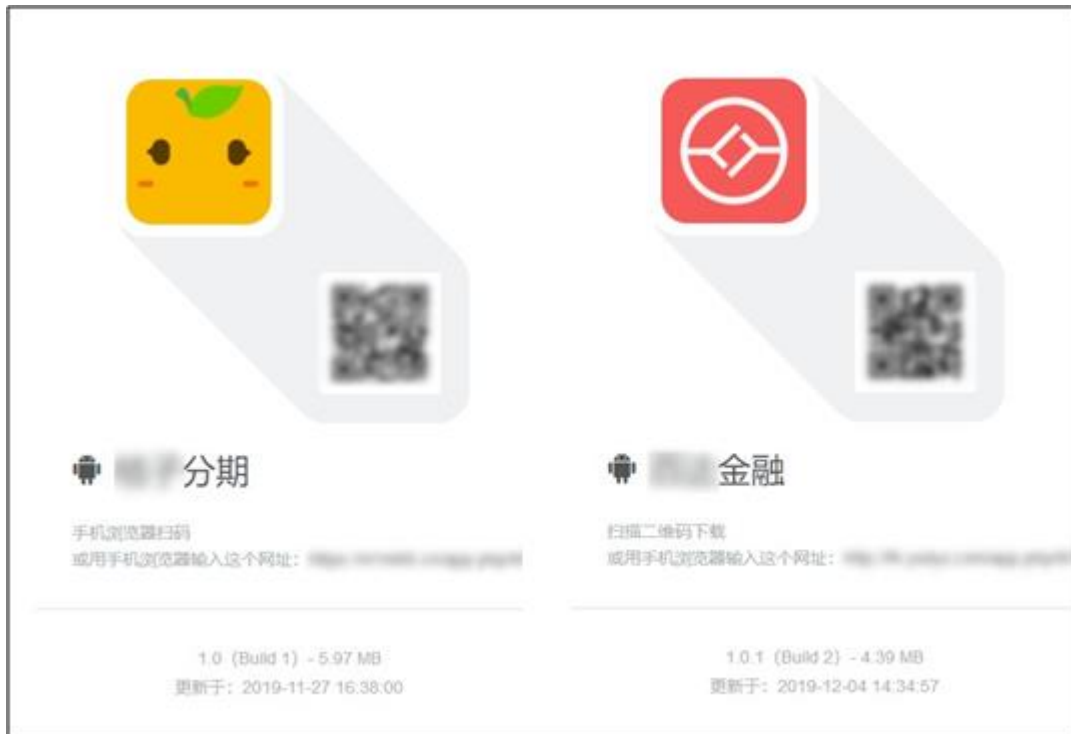 分期
手机浏览器扫码
或用手机浏览器输入这个网址：
1.0 (Build 1) - 5.97 MB
更新于：2019-11-27 16:38:00
金融
扫描二维码下载
或用手机浏览器输入这个网址：
1.0.1 (Build 2) - 4.39 MB
更新于：2019-12-04 14:34:57